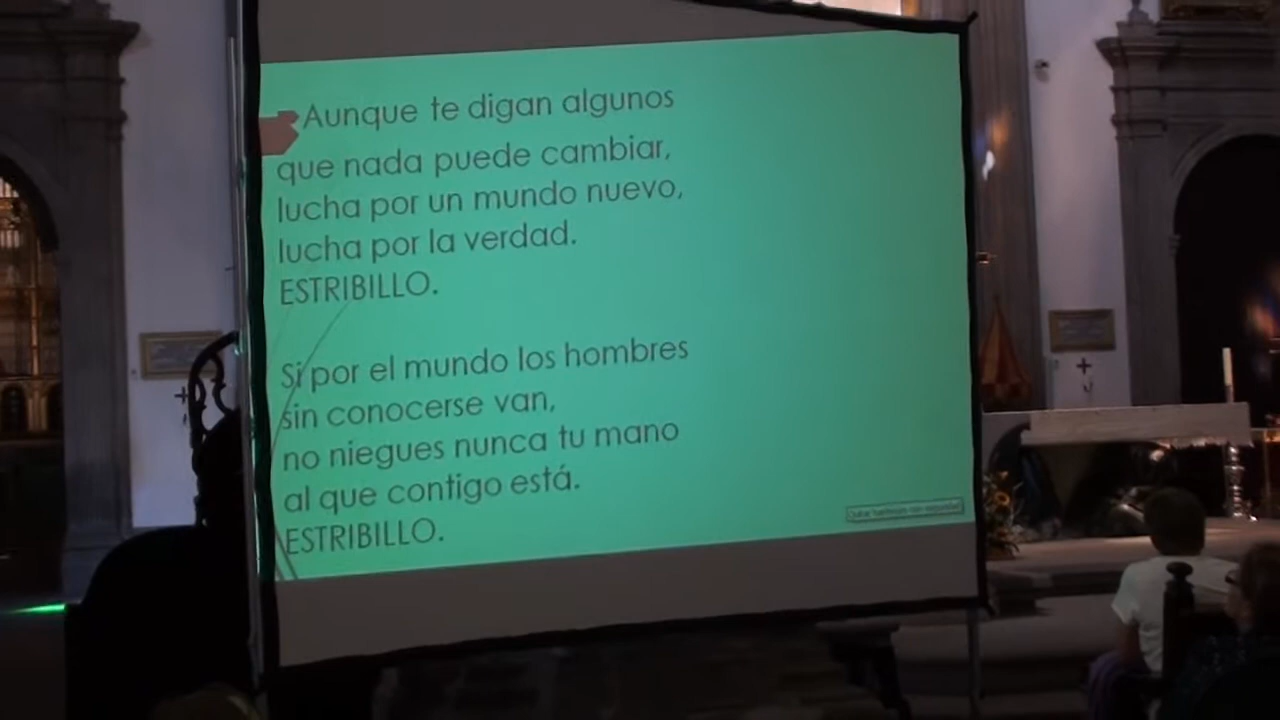 Aunque te digan algunos
que nada puede cambiar,
lucha por un mundo nuevo,
lucha por la verdad.
ESTRIBILLO.
Si por el mundo los hombres
sin conocerse van,
no niegues nunca tu mano
al que contigo está.
ESTRIBILLO.